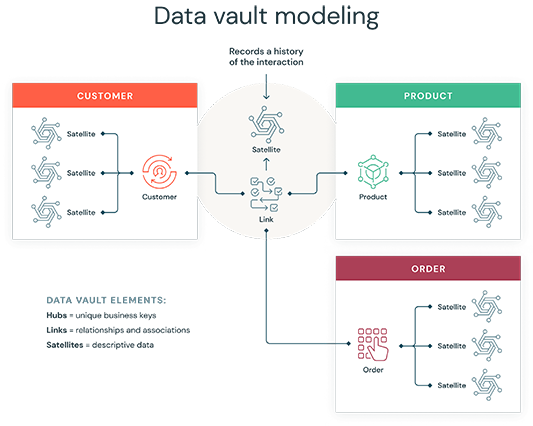 Data vault modeling
Records a history
of the interaction
CUSTOMER
Satellite
Satellite
Satellite
Customer
Satellite
Link
PRODUCT
Product
Satellite
Satellite
Satellite
ORDER
Order
Satellite
Satellite
Satellite
DATA VAULT ELEMENTS:
Hubs = unique business keys
Links = relationships and associations
Satellites = descriptive data